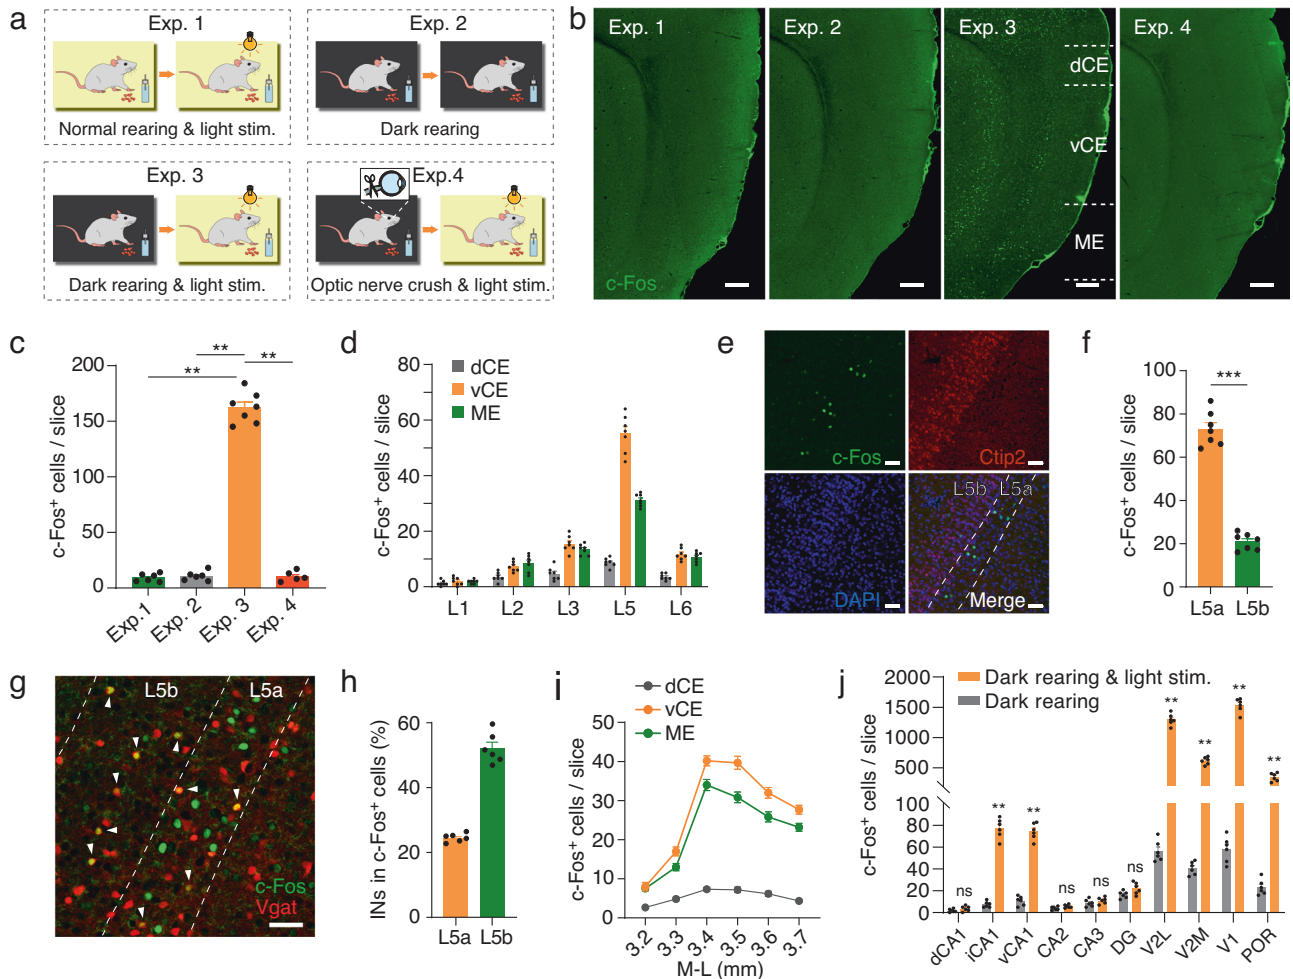 a
Exp. 1
Exp. 2
Normal rearing & light stim.
Dark rearing
Exp. 3
Exp.4
Dark rearing & light stim.
Optic nerve crush & light stim.
b
Exp. 1
Exp. 2
Exp. 3
Exp. 4
dCE
vCE
ME
c-Fos
c
c-Fos⁺ cells / slice
200
150
100
50
0
**
**
**
Exp.1
Exp. 2
Exp. 3
Exp. 4
d
c-Fos⁺ cells / slice
80
60
40
20
0
dCE
vCE
ME
L1
L2
L3
L5
L6
e
c-Fos
Ctip2
DAPI
L5b
L5a
Merge
f
c-Fos⁺ cells / slice
100
80
60
40
20
0
***
L5a
L5b
g
L5b
L5a
c-Fos
Vgat
h
INs in c-Fos⁺ cells (%)
60
40
20
0
L5a
L5b
i
dCE
vCE
ME
c-Fos⁺ cells / slice
50
40
30
20
10
0
3.2
3.3
3.4
3.5
3.6
3.7
M-L (mm)
j
Dark rearing & light stim.
Dark rearing
c-Fos⁺ cells / slice
2000
1500
1000
500
100
80
60
40
20
0
ns
**
**
ns
ns
ns
**
**
**
**
dCA1
iCA1
vCA1
CA2
CA3
DG
V2L
V2M
V1
POR